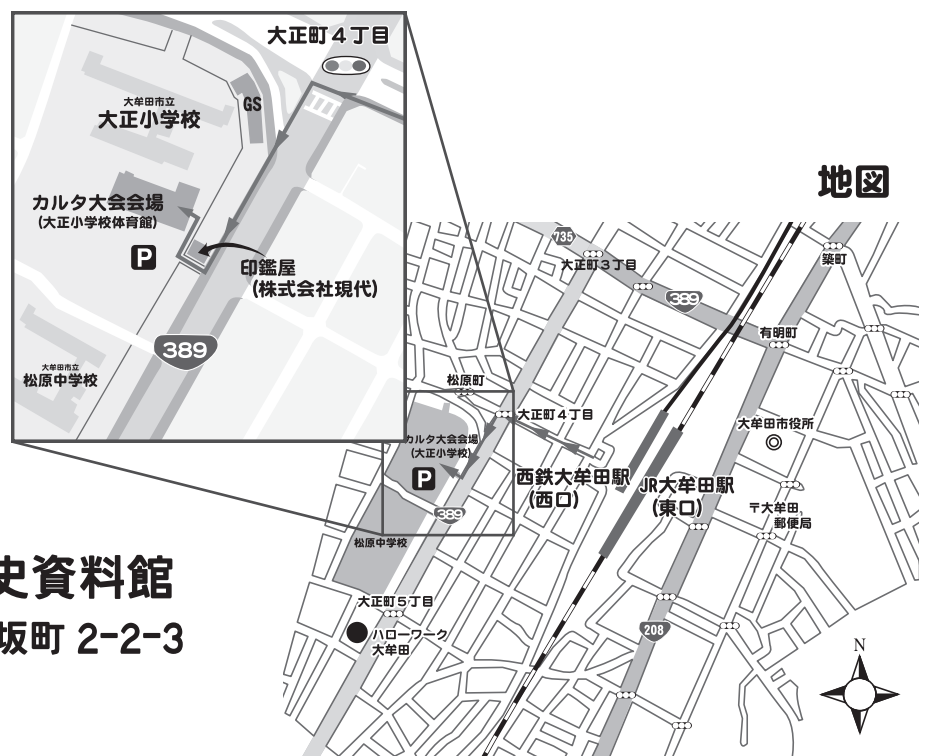 大正町４丁目
GS
大牟田市立
大正小学校
カルタ大会会場
(大正小学校体育館)
P
印鑑屋
(株式会社現代)
389
大牟田市立
松原中学校
地図
735
大正町３丁目
築町
389
有明町
松原町
大正町４丁目
カルタ大会会場
(大正小学校)
P
大牟田市役所
西鉄大牟田駅
(西口)
JR大牟田駅
(東口)
〒大牟田
郵便局
389
松原中学校
史資料館
坂町 2-2-3
大正町５丁目
ハローワーク
大牟田
208
N